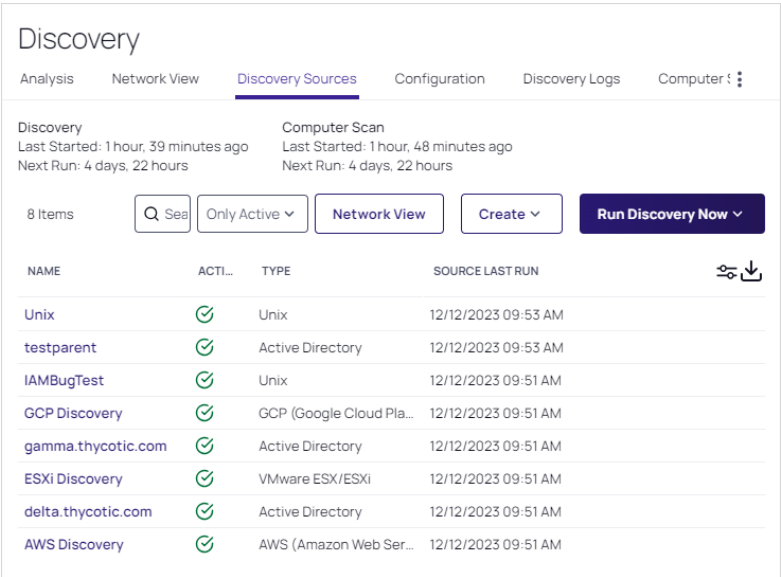 Discovery
Analysis Network View Discovery Sources Configuration Discovery Logs Computer
Discovery Computer Scan
Last Started: 1 hour, 39 minutes ago Last Started: 1 hour, 48 minutes ago
Next Run: 4 days, 22 hours Next Run: 4 days, 22 hours
8 Items Sea Only Active Network View Create Run Discovery Now
NAME ACTI... TYPE SOURCE LAST RUN
Unix Unix 12/12/2023 09:53 AM
testparent Active Directory 12/12/2023 09:53 AM
IAMBugTest Unix 12/12/2023 09:51 AM
GCP Discovery GCP (Google Cloud Pla... 12/12/2023 09:51 AM
gamma.thycotic.com Active Directory 12/12/2023 09:51 AM
ESXi Discovery VMware ESX/ESXi 12/12/2023 09:51 AM
delta.thycotic.com Active Directory 12/12/2023 09:51 AM
AWS Discovery AWS (Amazon Web Ser... 12/12/2023 09:51 AM